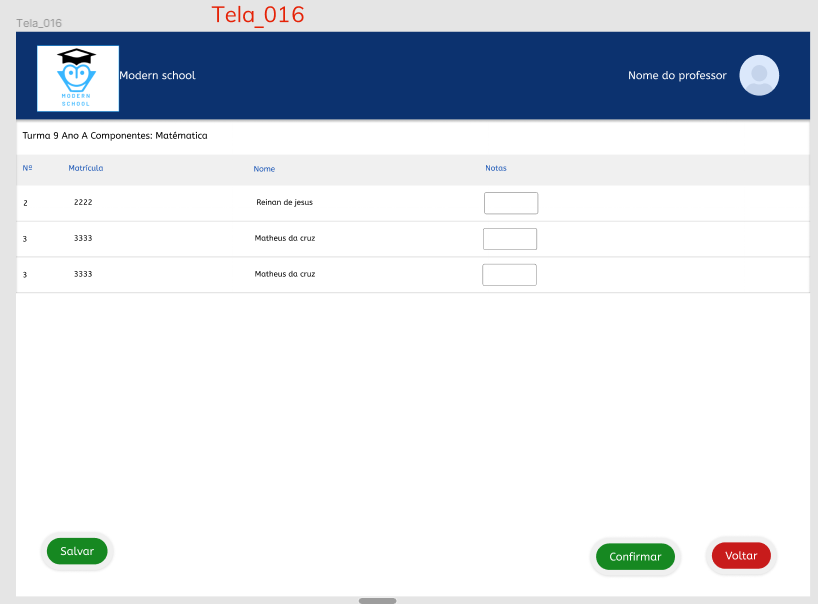 Tela_016
Tela_016
MODERN
SCHOOL
Modern school
Nome do professor
Turma 9 Ano A Componentes: Matêmatica
Nº Matrícula Nome Notas
2 2222 Reinan de jesus
3 3333 Matheus da cruz
3 3333 Matheus da cruz
Salvar
Confirmar
Voltar